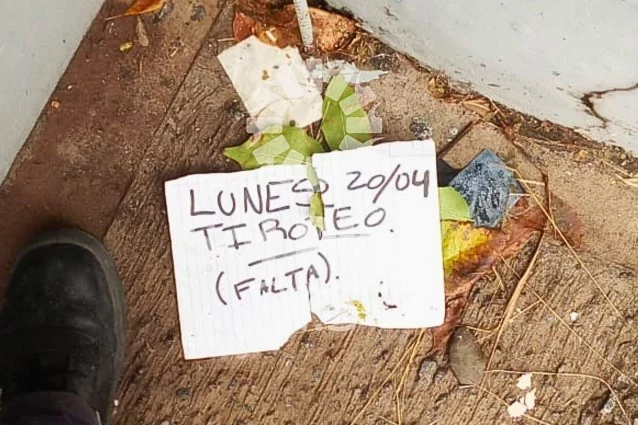 LUNES 20/04
TIROTEO.
(FALTA).